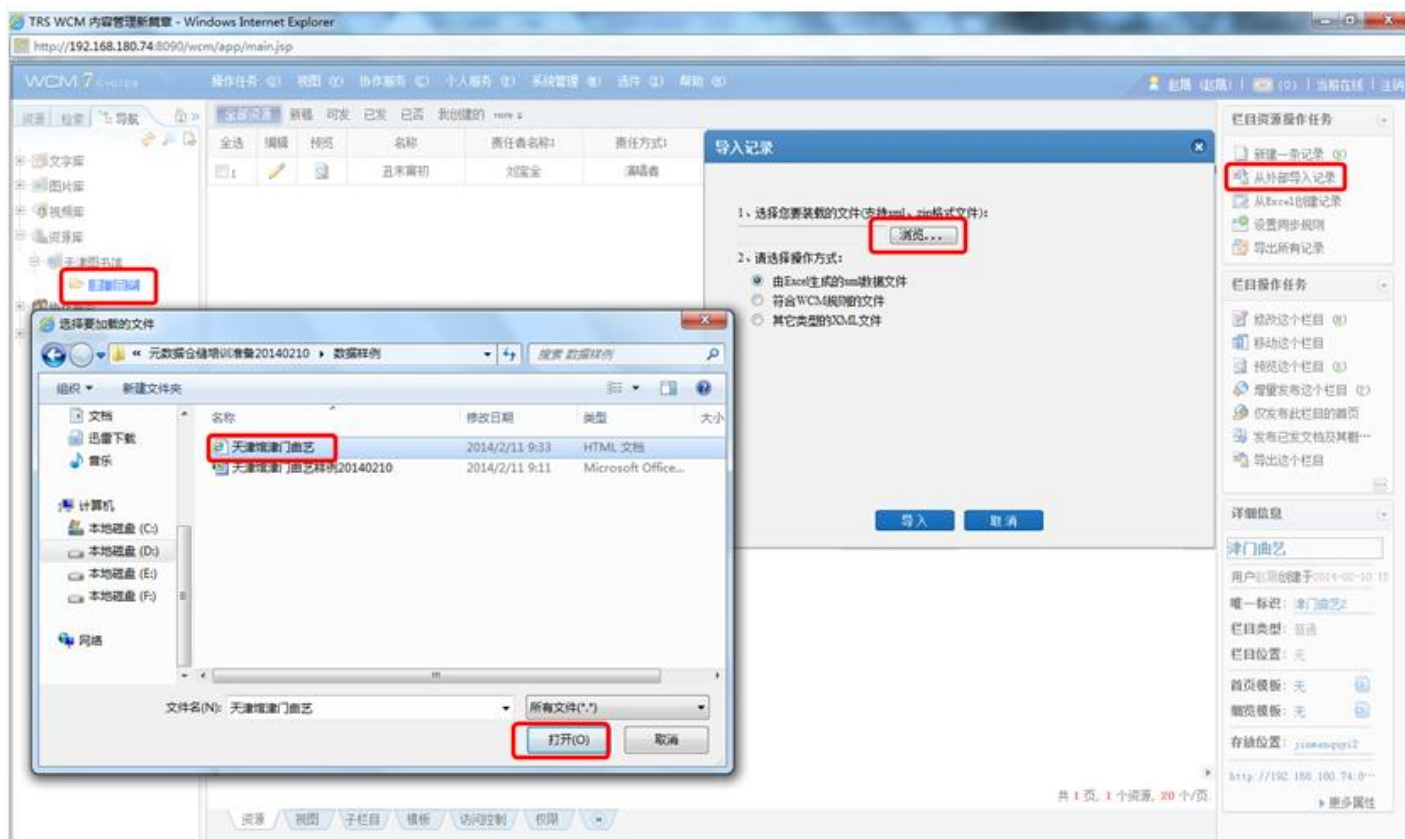 TRS WCM 内容管理新篇章 - Windows Internet Explorer
http://192.168.180.74:8090/wcm/app/main.jsp
WCM 7
操作任务 视图 协作服务 个人服务 系统管理 选件 帮助
(0) | 当前在线 | 注销
资源 检索 导航
文字库
图片库
视频库
资源库
天津图书馆
全部资源 新稿 可发 已发 已否 我创建的
全选 编辑 预览 名称 责任者名称 责任方式
1 丑末寅初 刘宝全 演唱者
导入记录
1、选择您要装载的文件(支持xml、zip格式文件):
浏览...
2、请选择操作方式:
由Excel生成的xml数据文件
符合WCM规则的文件
其它类型的XML文件
导入 取消
选择要加载的文件
« 元数据仓储培训准备20140210 ▸ 数据样例
搜索 数据样例
组织 新建文件夹
文档
迅雷下载
音乐
计算机
本地磁盘 (C:)
本地磁盘 (D:)
本地磁盘 (E:)
本地磁盘 (F:)
网络
名称 修改日期 类型 大小
天津馆津门曲艺 2014/2/11 9:33 HTML 文档
天津馆津门曲艺样例20140210 2014/2/11 9:11 Microsoft Office...
文件名(N): 天津馆津门曲艺
所有文件(*.*)
打开(O) 取消
栏目资源操作任务
新建一条记录 (N)
从外部导入记录
从Excel创建记录
设置同步规则
导出所有记录
栏目操作任务
修改这个栏目
移动这个栏目
预览这个栏目
增量发布这个栏目
仅发布此栏目的首页
发布已发文档及其概…
导出这个栏目
详细信息
津门曲艺
唯一标识: 津门曲艺2
栏目类型: 普通
栏目位置: 无
首页模板: 无
细览模板: 无
存放位置:
http://192.168.180.74:8…
更多属性
共 1 页, 1 个资源, 20 个/页
资源 视图 子栏目 模板 访问控制 权限